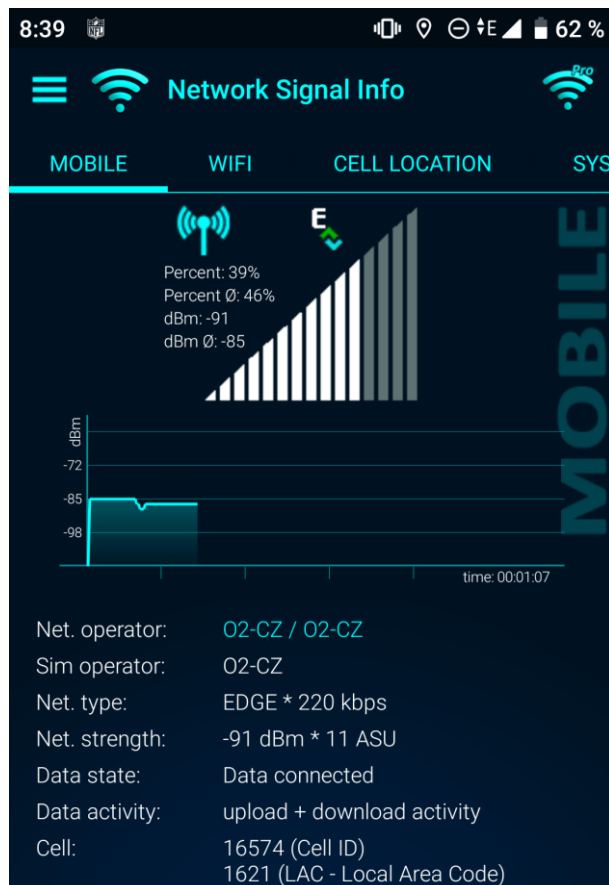 8:39 NFL E 62 %
Network Signal Info Pro
MOBILE WIFI CELL LOCATION SYS
E
Percent: 39%
Percent Ø: 46%
dBm: -91
dBm Ø: -85
MOBILE
dBm
-72
-85
-98
time: 00:01:07
Net. operator: O2-CZ / O2-CZ
Sim operator: O2-CZ
Net. type: EDGE * 220 kbps
Net. strength: -91 dBm * 11 ASU
Data state: Data connected
Data activity: upload + download activity
Cell: 16574 (Cell ID)
1621 (LAC - Local Area Code)